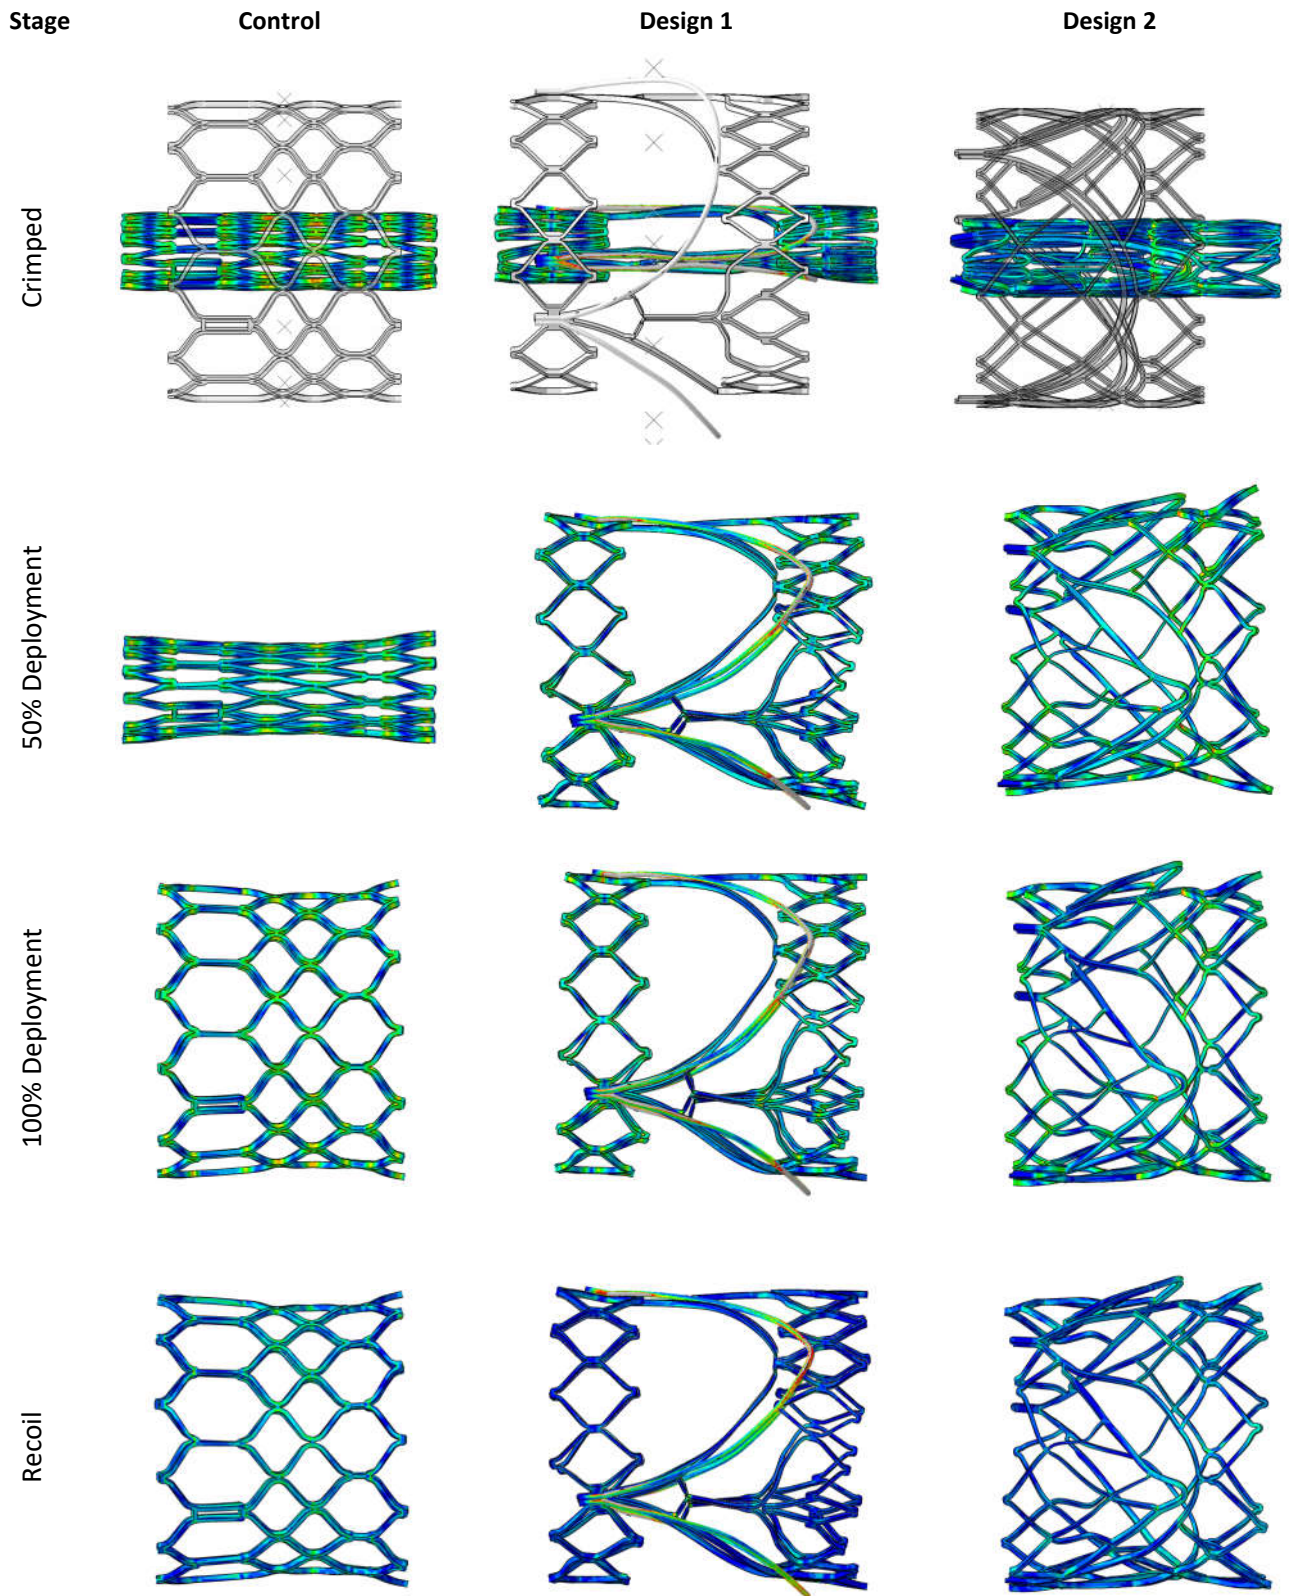 Stage Control Design 1 Design 2
Crimped
50% Deployment
100% Deployment
Recoil